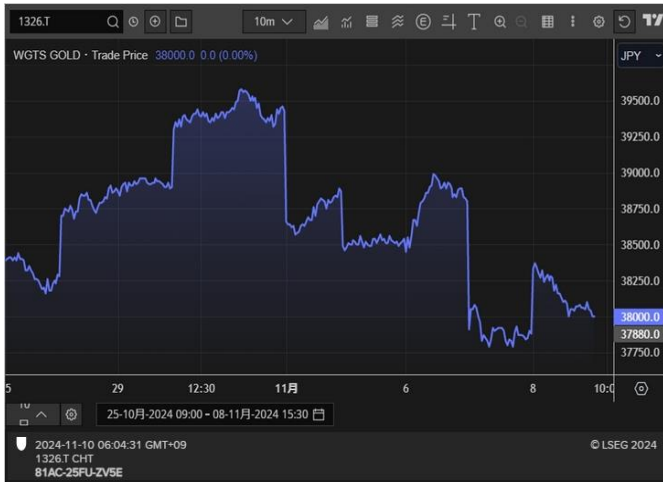 1326.T
10m
WGTS GOLD · Trade Price 38000.0 0.0 (0.00%)
JPY
39500.0
39250.0
39000.0
38750.0
38500.0
38250.0
38000.0
37880.0
37750.0
5 29 12:30 11月 6 8 10:0
25-10月-2024 09:00 - 08-11月-2024 15:30
2024-11-10 06:04:31 GMT+09
© LSEG 2024
1326.T CHT
81AC-25FU-ZV5E